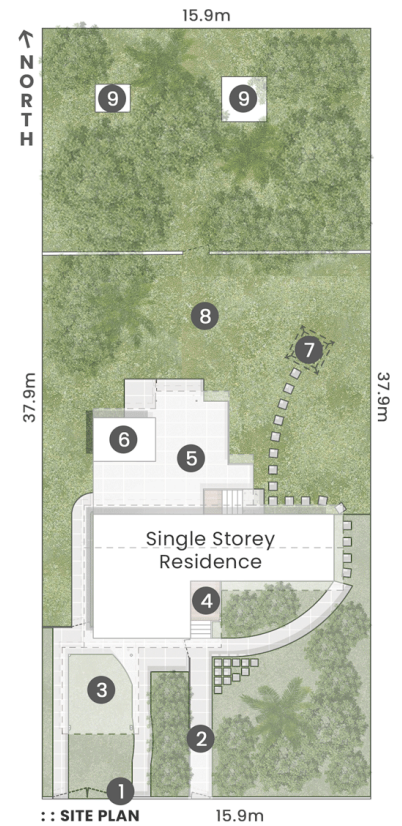 15.9m
NORTH
9
9
8
7
37.9m
37.9m
6
5
Single Storey
Residence
4
3
2
1
:: SITE PLAN
15.9m